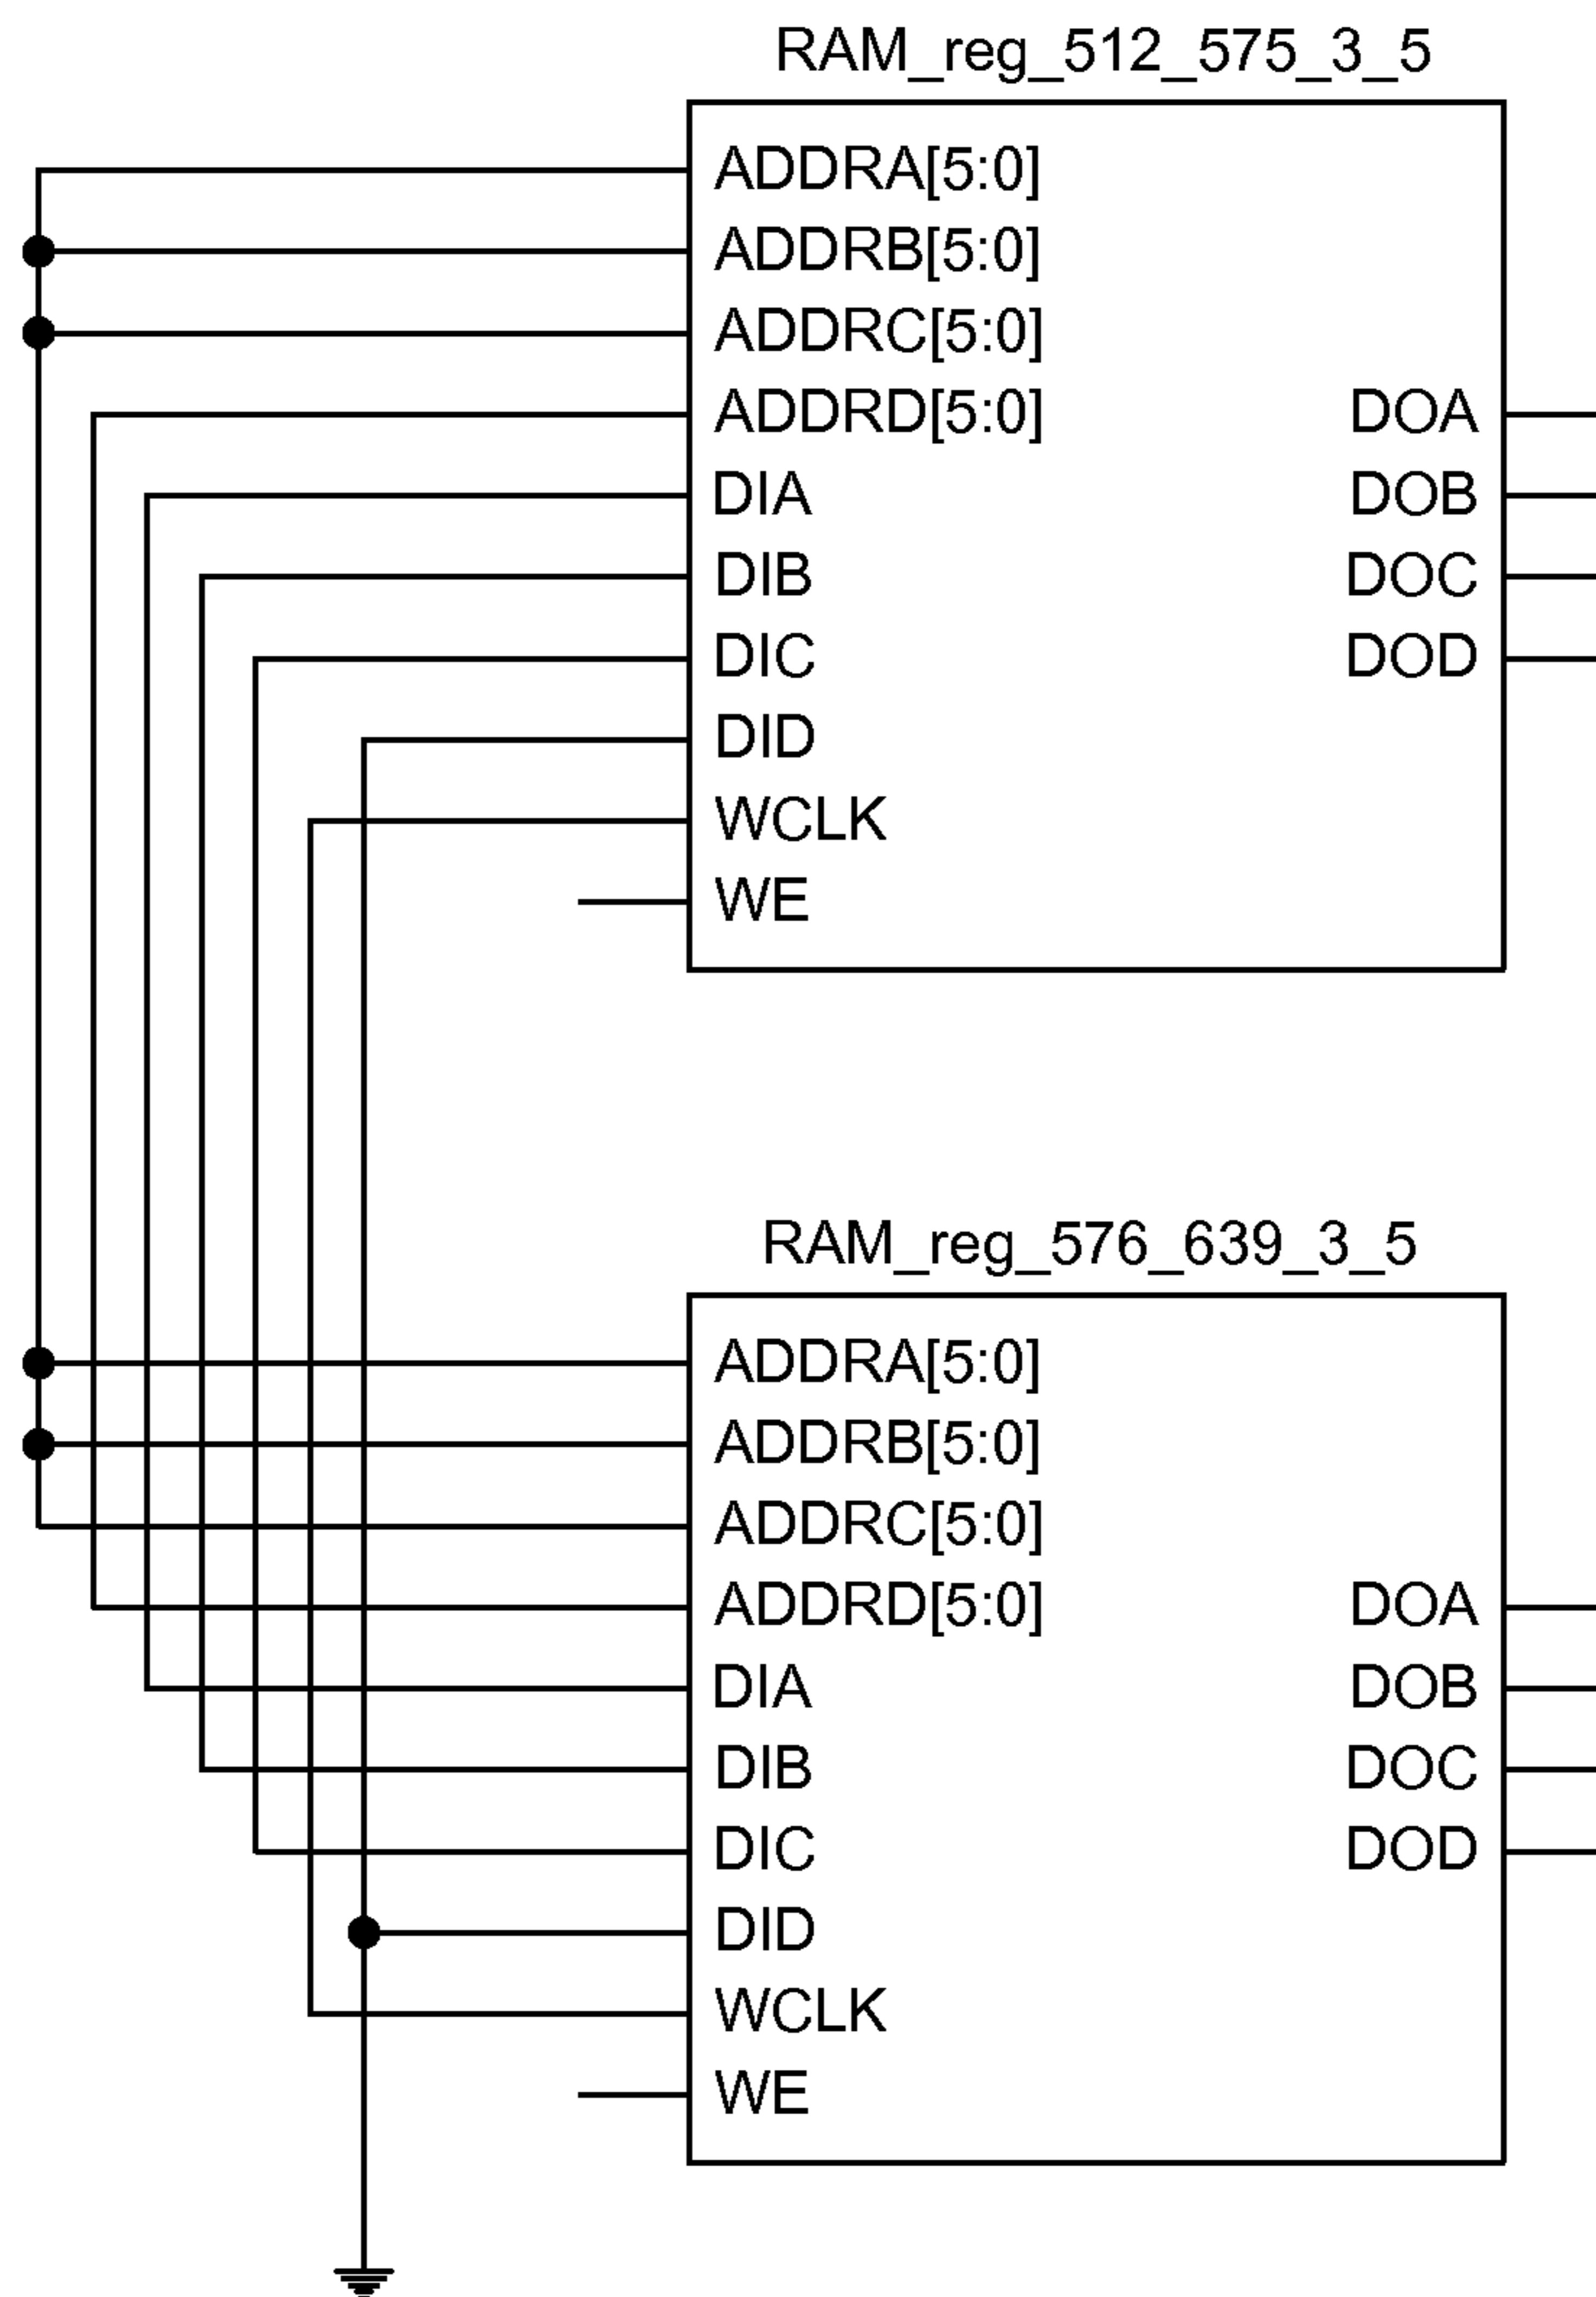 RAM_reg_512_575_3_5
ADDRA[5:0]
ADDRB[5:0]
ADDRC[5:0]
ADDRD[5:0] DOA
DIA DOB
DIB DOC
DIC DOD
DID
WCLK
WE
RAM_reg_576_639_3_5
ADDRA[5:0]
ADDRB[5:0]
ADDRC[5:0]
ADDRD[5:0] DOA
DIA DOB
DIB DOC
DIC DOD
DID
WCLK
WE